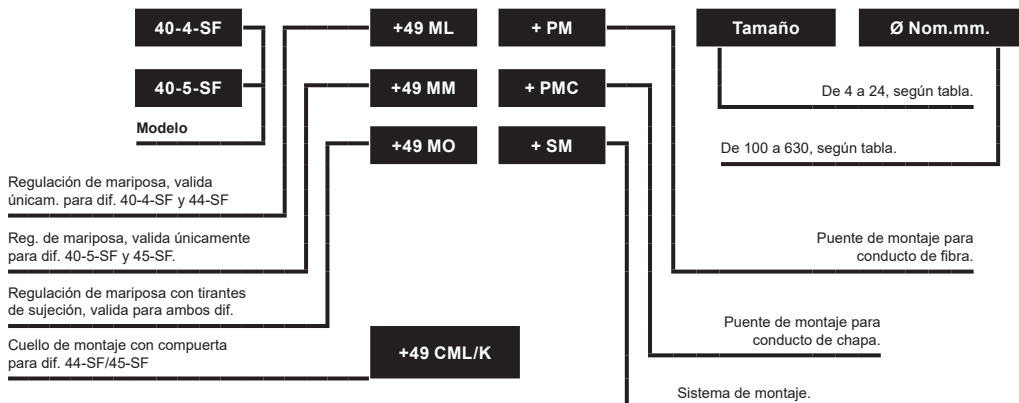 40-4-SF
+49 ML
+ PM
Tamaño
Ø Nom.mm.
40-5-SF
+49 MM
+ PMC
De 4 a 24, según tabla.
Modelo
+49 MO
+ SM
De 100 a 630, según tabla.
Regulación de mariposa, valida
únicam. para dif. 40-4-SF y 44-SF
Reg. de mariposa, valida únicamente
para dif. 40-5-SF y 45-SF.
Puente de montaje para
conducto de fibra.
Regulación de mariposa con tirantes
de sujeción, valida para ambos dif.
Puente de montaje para
conducto de chapa.
Cuello de montaje con compuerta
para dif. 44-SF/45-SF
+49 CML/K
Sistema de montaje.